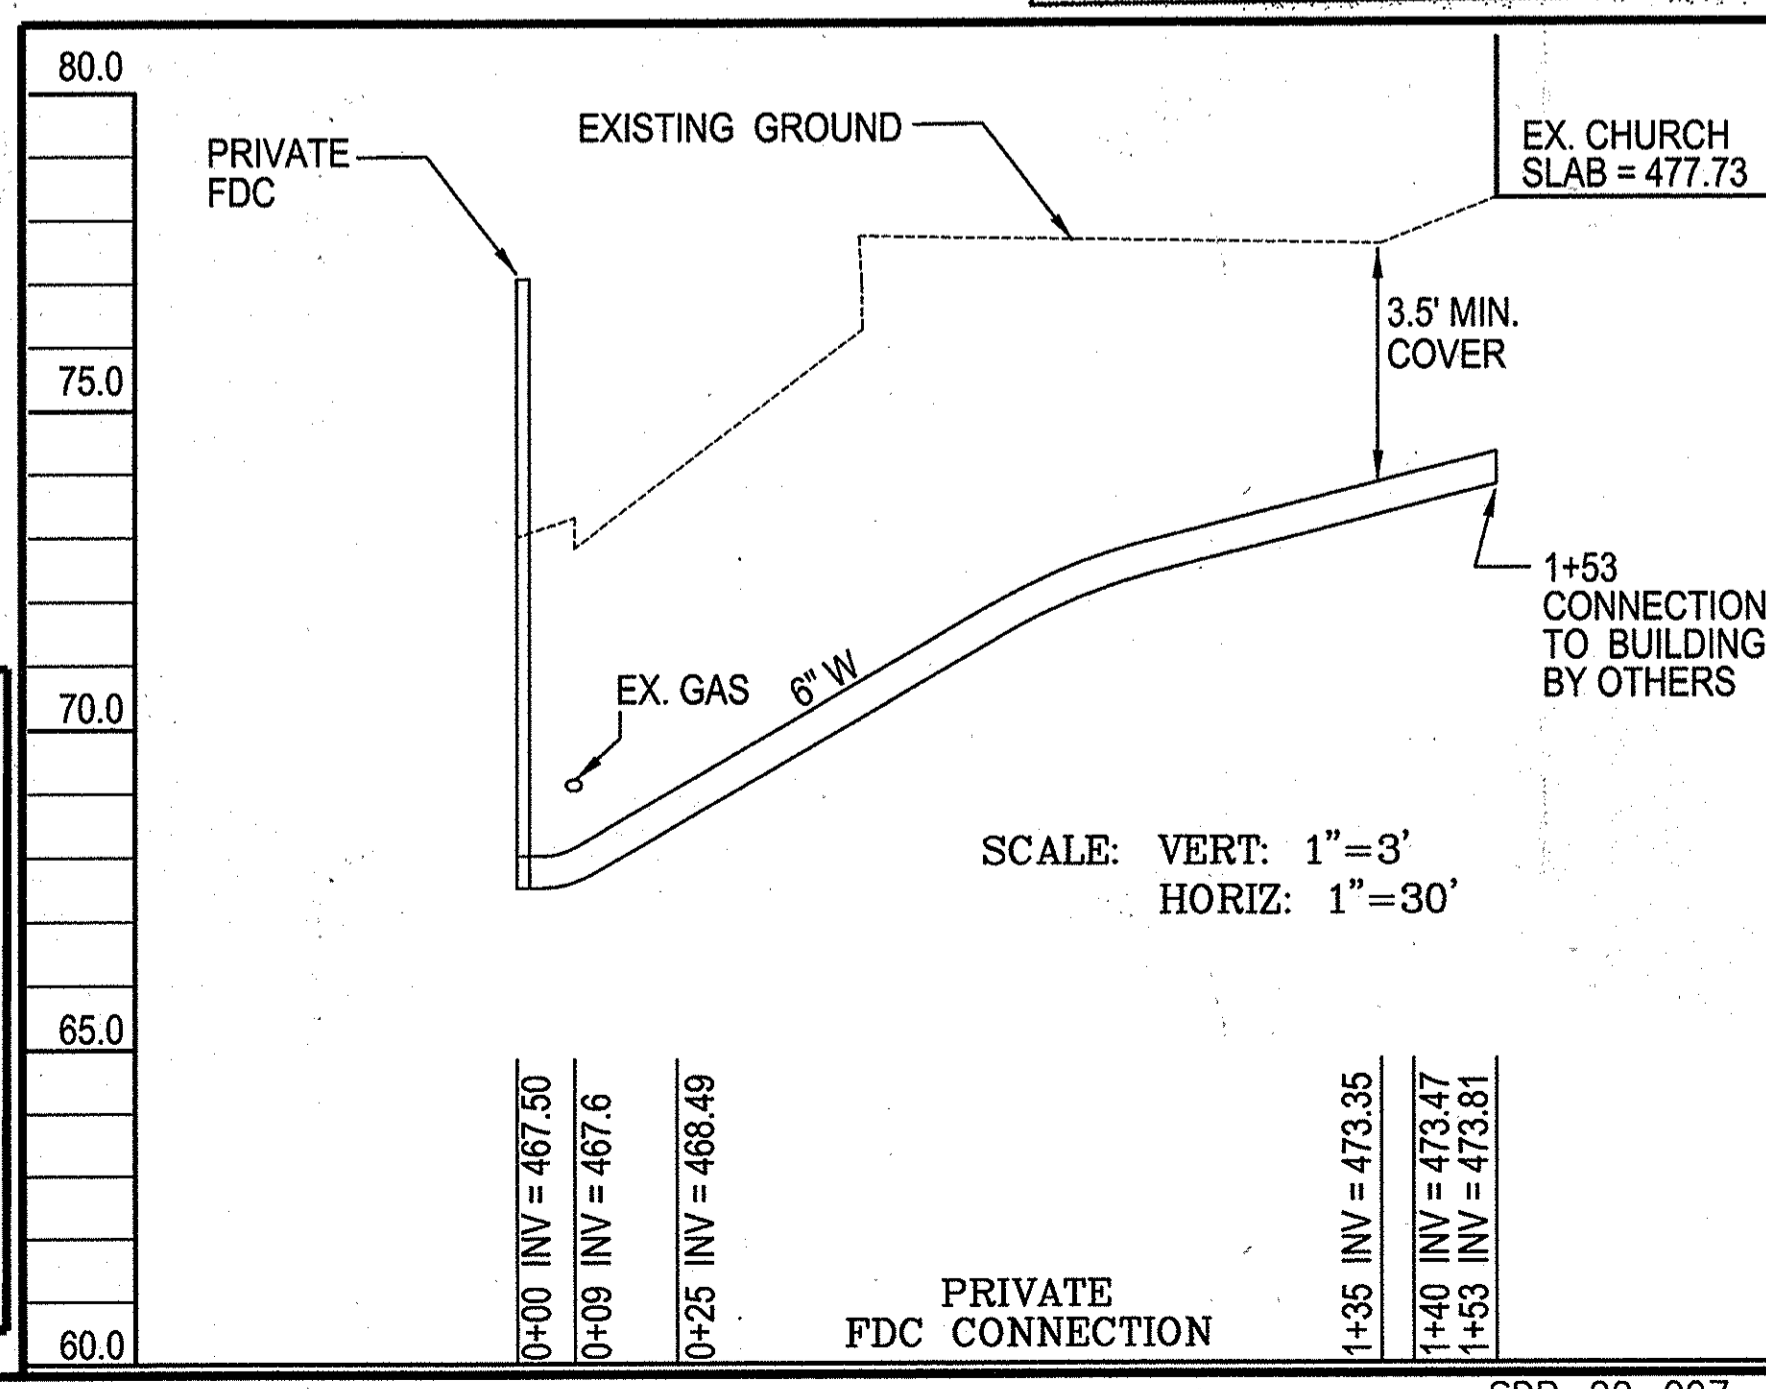 80.0
75.0
70.0
65.0
60.0
PRIVATE
FDC
EXISTING GROUND
EX. CHURCH
SLAB = 477.73
3.5' MIN.
COVER
1+53
CONNECTION
TO BUILDING
BY OTHERS
EX. GAS
6" W
SCALE: VERT: 1"=3'
HORIZ: 1"=30'
0+00 INV = 467.50
0+09 INV = 467.6
0+25 INV = 468.49
1+35 INV = 473.35
1+40 INV = 473.47
1+53 INV = 473.81
PRIVATE
FDC CONNECTION